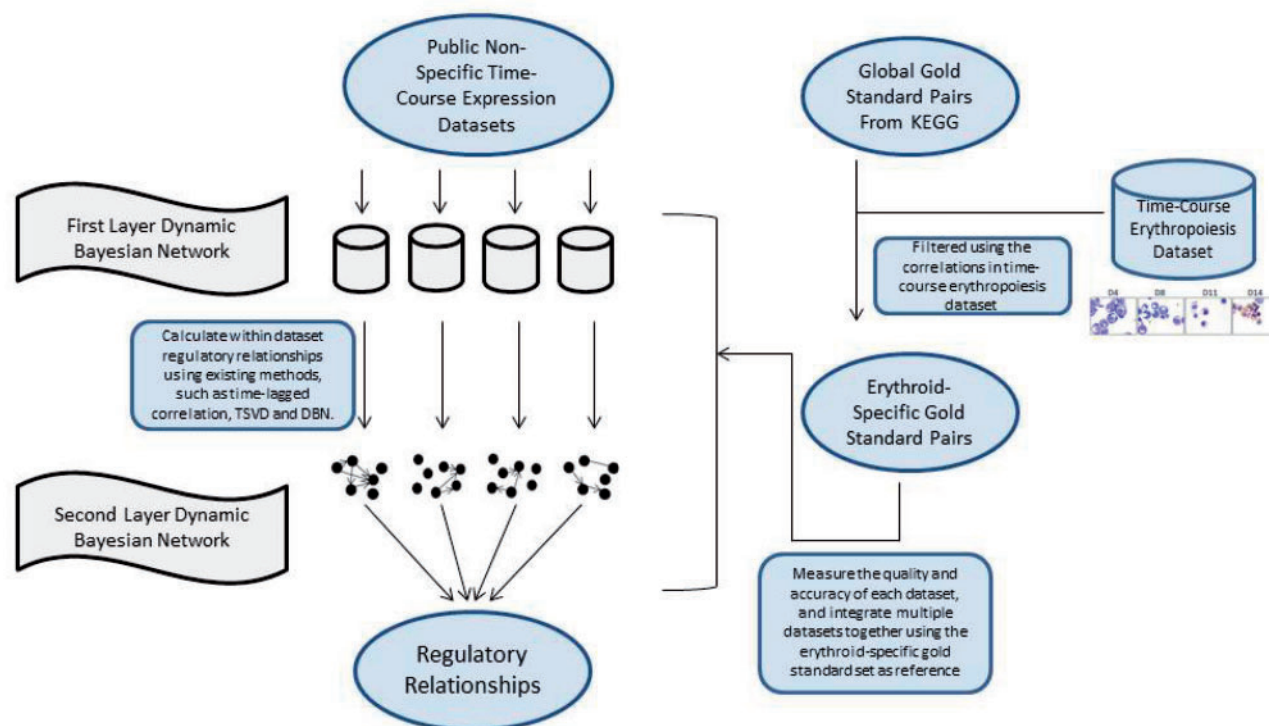 Public Non-
Specific Time-
Course Expression
Datasets
Global Gold
Standard Pairs
From KEGG
First Layer Dynamic
Bayesian Network
Time-Course
Erythropoiesis
Dataset
Filtered using the
correlations in time-
course erythropoiesis
dataset
D4 D8 D11 D14
Calculate within dataset
regulatory relationships
using existing methods,
such as time-lagged
correlation, TSVD and DBN.
Erythroid-
Specific Gold
Standard Pairs
Second Layer Dynamic
Bayesian Network
Measure the quality and
accuracy of each dataset,
and integrate multiple
datasets together using the
erythroid-specific gold
standard set as reference
Regulatory
Relationships